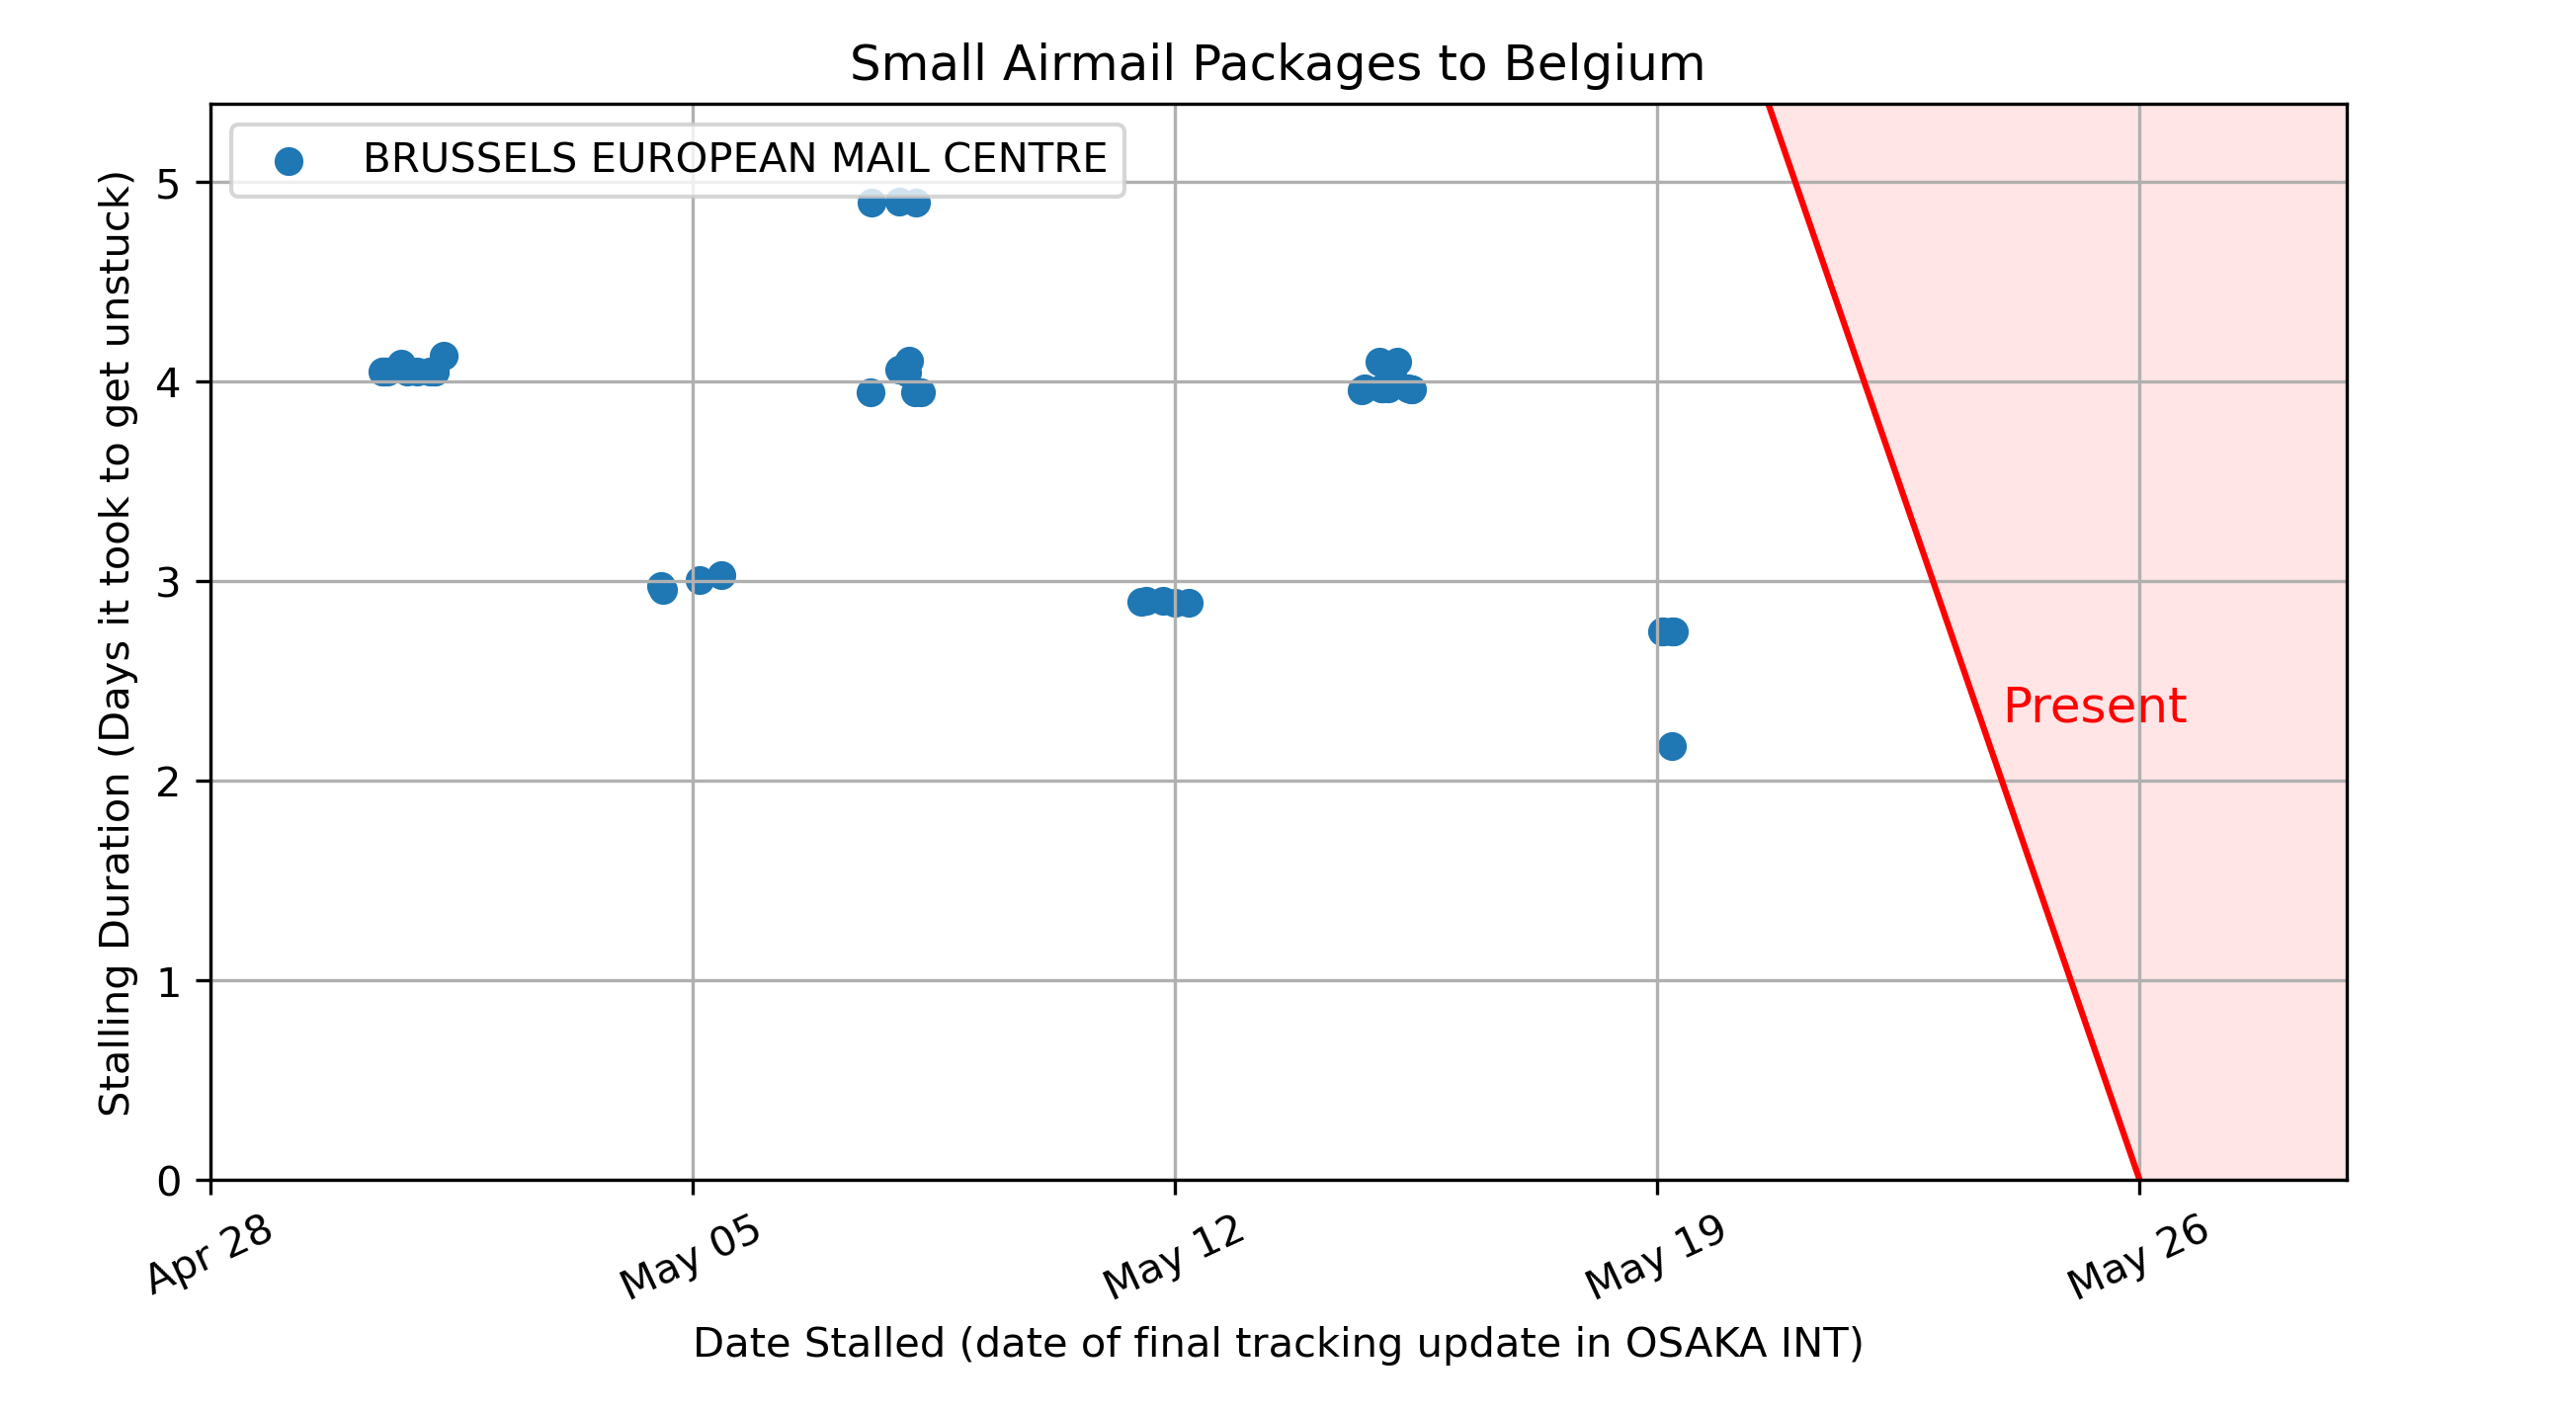 Small Airmail Packages to Belgium
BRUSSELS EUROPEAN MAIL CENTRE
Stalling Duration (Days it took to get unstuck)
5
4
3
2
1
0
Present
Apr 28
May 05
May 12
May 19
May 26
Date Stalled (date of final tracking update in OSAKA INT)